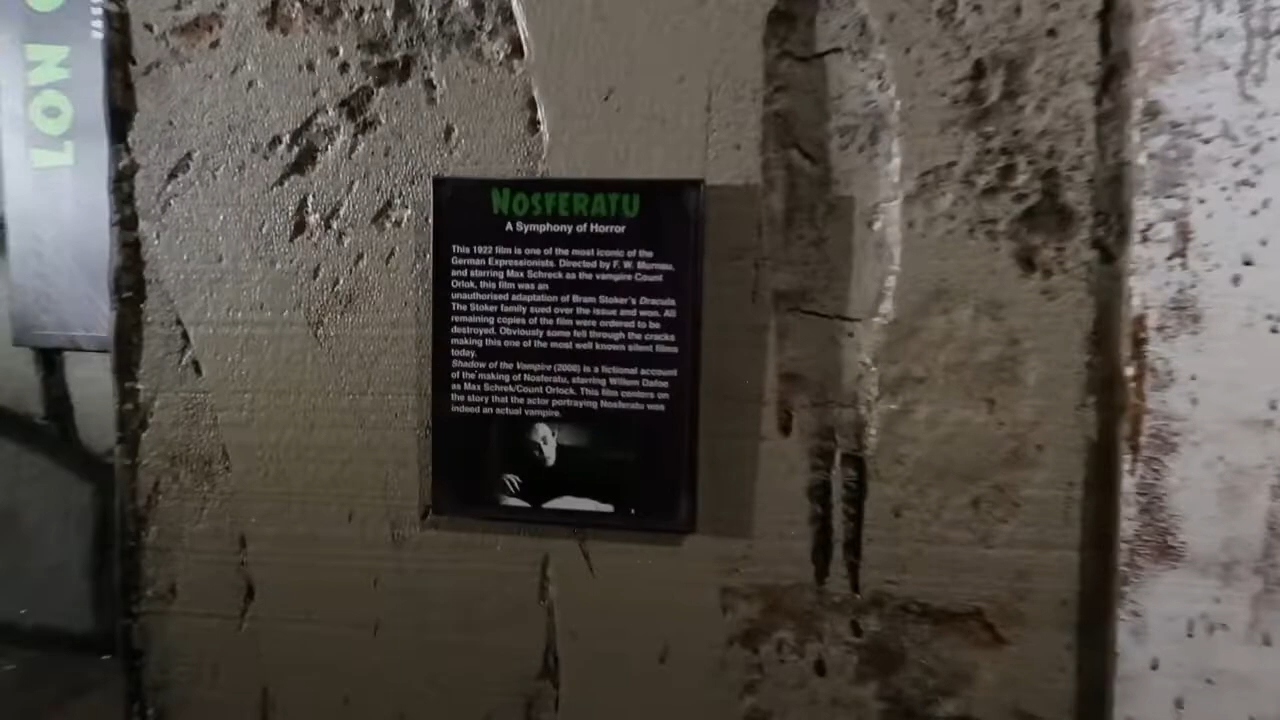 LON
NOSFERATU
A Symphony of Horror
This 1922 film is one of the most iconic of the
German Expressionists. Directed by F. W. Murnau,
and starring Max Schreck as the vampire Count
Orlok, this film was an
unauthorised adaptation of Bram Stoker's Dracula.
The Stoker family sued over the issue and won. All
remaining copies of the film were ordered to be
destroyed. Obviously some fell through the cracks
making this one of the most well known silent films
today.
Shadow of the Vampire (2000) is a fictional account
of the making of Nosferatu, starring Willem Dafoe
as Max Schrek/Count Orlock. This film centers on
the story that the actor portraying Nosferatu was
indeed an actual vampire.